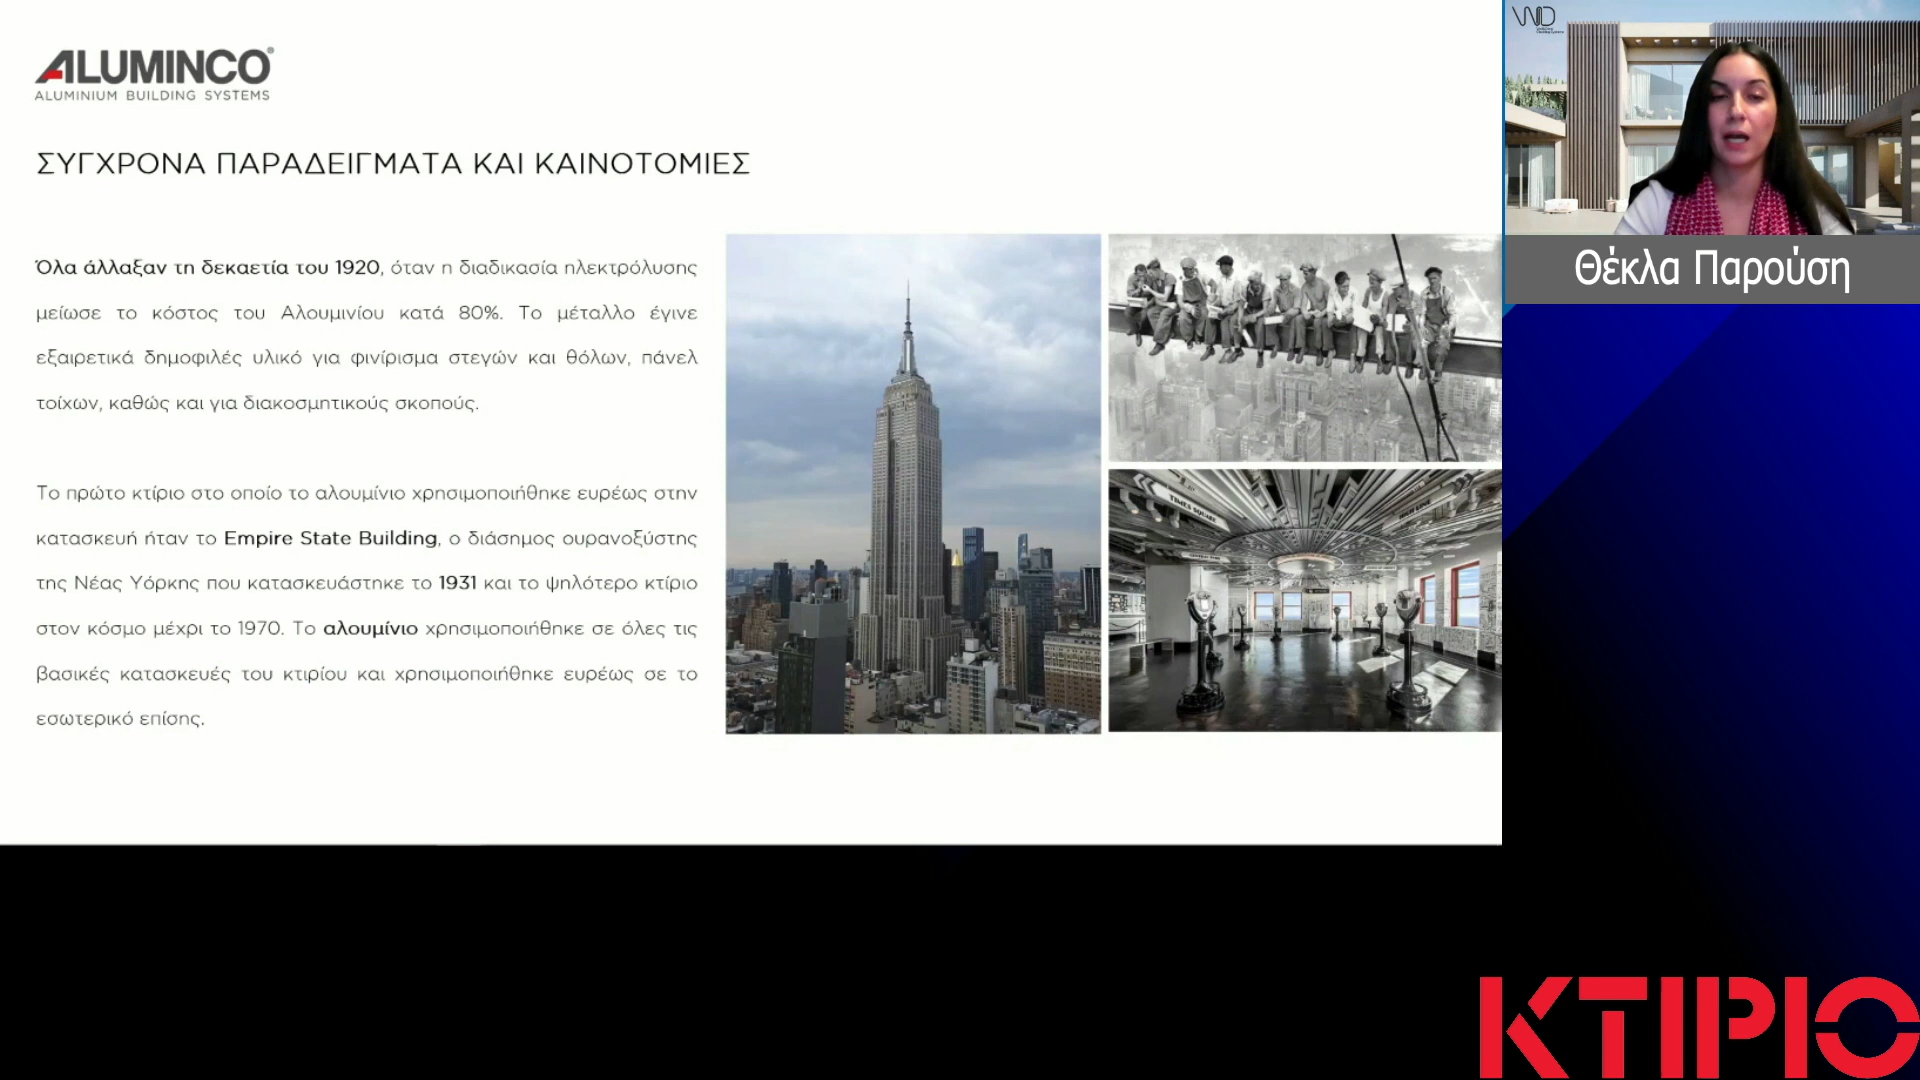 ALUMINCO®
ALUMINIUM BUILDING SYSTEMS
ΣΥΓΧΡΟΝΑ ΠΑΡΑΔΕΙΓΜΑΤΑ ΚΑΙ ΚΑΙΝΟΤΟΜΙΕΣ
Όλα άλλαξαν τη δεκαετία του 1920, όταν η διαδικασία ηλεκτρόλυσης
μείωσε το κόστος του Αλουμινίου κατά 80%. Το μέταλλο έγινε
εξαιρετικά δημοφιλές υλικό για φινίρισμα στεγών και θόλων, πάνελ
τοίχων, καθώς και για διακοσμητικούς σκοπούς.
Το πρώτο κτίριο στο οποίο το αλουμίνιο χρησιμοποιήθηκε ευρέως στην
κατασκευή ήταν το Empire State Building, ο διάσημος ουρανοξύστης
της Νέας Υόρκης που κατασκευάστηκε το 1931 και το ψηλότερο κτίριο
στον κόσμο μέχρι το 1970. Το αλουμίνιο χρησιμοποιήθηκε σε όλες τις
βασικές κατασκευές του κτιρίου και χρησιμοποιήθηκε ευρέως σε το
εσωτερικό επίσης.
TIMES SQUARE
Θέκλα Παρούση
ΚΤΙΡΙΟ